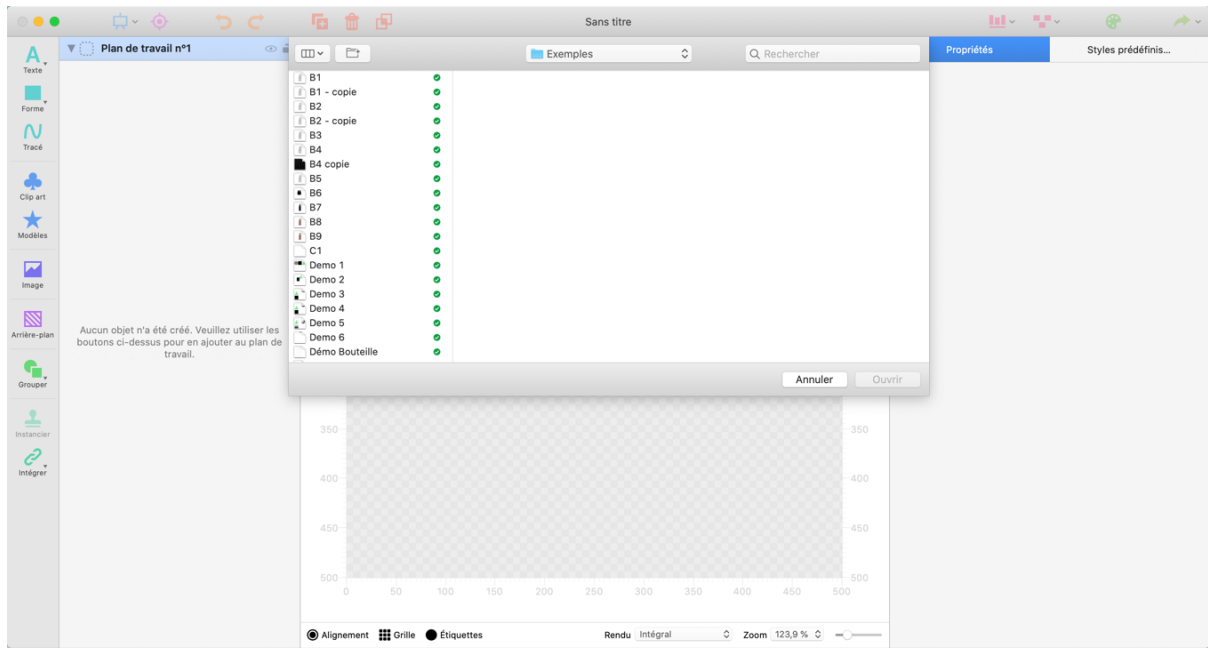 Sans titre
Texte
Forme
Tracé
Clip art
Modèles
Image
Arrière-plan
Grouper
Instancier
Intégrer
Plan de travail nº1
Aucun objet n'a été créé. Veuillez utiliser les
boutons ci-dessus pour en ajouter au plan de
travail.
Exemples
Rechercher
B1
B1 - copie
B2
B2 - copie
B3
B4
B4 copie
B5
B6
B7
B8
B9
C1
Demo 1
Demo 2
Demo 3
Demo 4
Demo 5
Demo 6
Démo Bouteille
Annuler
Ouvrir
350 350
400 400
450 450
500 500
0 50 100 150 200 250 300 350 400 450 500
Alignement Grille Étiquettes Rendu Intégral Zoom 123,9 %
Propriétés
Styles prédéfinis...